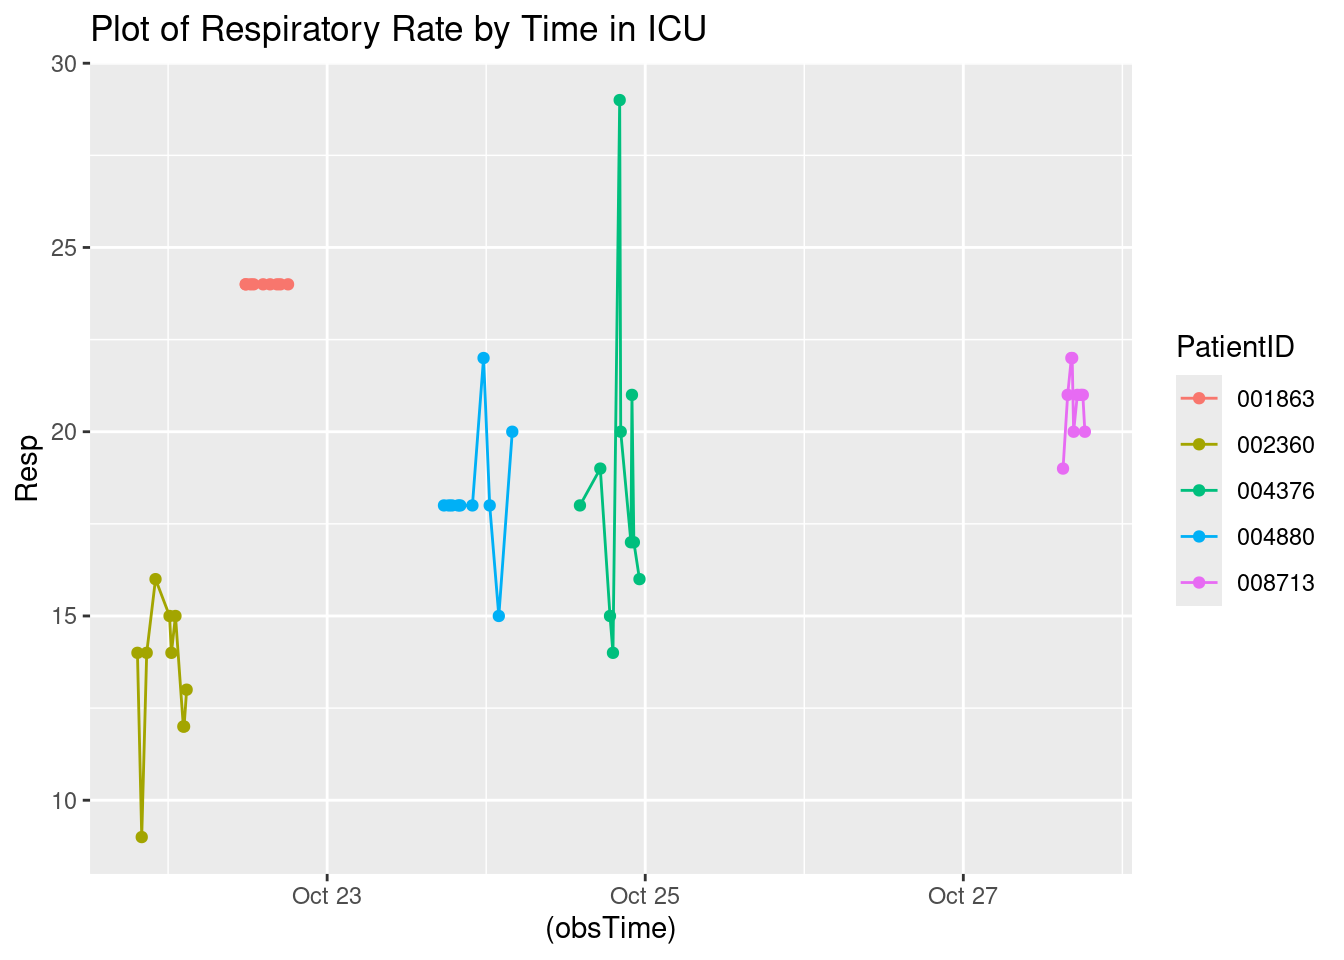 Plot of Respiratory Rate by Time in ICU
30
25
20
15
10
Resp
Oct 23
Oct 25
Oct 27
(obsTime)
PatientID
001863
002360
004376
004880
008713